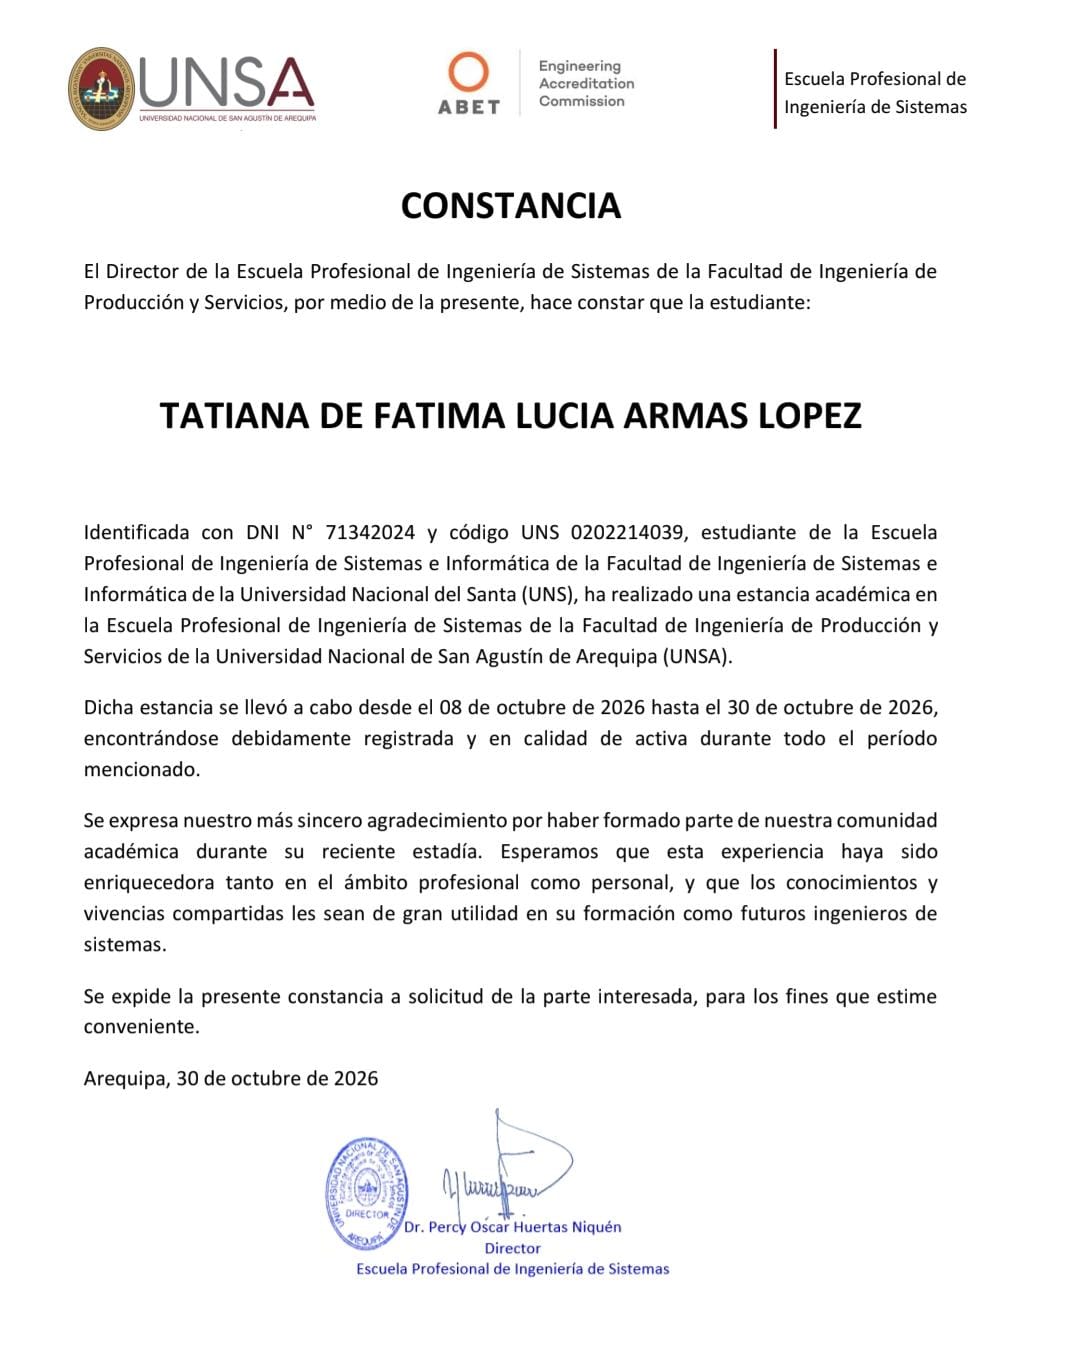 UNSA
UNIVERSIDAD NACIONAL DE SAN AGUSTÍN DE AREQUIPA
ABET
Engineering
Accreditation
Commission
Escuela Profesional de
Ingeniería de Sistemas
CONSTANCIA
El Director de la Escuela Profesional de Ingeniería de Sistemas de la Facultad de Ingeniería de
Producción y Servicios, por medio de la presente, hace constar que la estudiante:
TATIANA DE FATIMA LUCIA ARMAS LOPEZ
Identificada con DNI N° 71342024 y código UNS 0202214039, estudiante de la Escuela
Profesional de Ingeniería de Sistemas e Informática de la Facultad de Ingeniería de Sistemas e
Informática de la Universidad Nacional del Santa (UNS), ha realizado una estancia académica en
la Escuela Profesional de Ingeniería de Sistemas de la Facultad de Ingeniería de Producción y
Servicios de la Universidad Nacional de San Agustín de Arequipa (UNSA).
Dicha estancia se llevó a cabo desde el 08 de octubre de 2026 hasta el 30 de octubre de 2026,
encontrándose debidamente registrada y en calidad de activa durante todo el período
mencionado.
Se expresa nuestro más sincero agradecimiento por haber formado parte de nuestra comunidad
académica durante su reciente estadía. Esperamos que esta experiencia haya sido
enriquecedora tanto en el ámbito profesional como personal, y que los conocimientos y
vivencias compartidas les sean de gran utilidad en su formación como futuros ingenieros de
sistemas.
Se expide la presente constancia a solicitud de la parte interesada, para los fines que estime
conveniente.
Arequipa, 30 de octubre de 2026
UNIVERSIDAD NACIONAL DE SAN AGUSTIN DE
AREQUIPA
DIRECTOR
Dr. Percy Oscar Huertas Niquén
Director
Escuela Profesional de Ingeniería de Sistemas